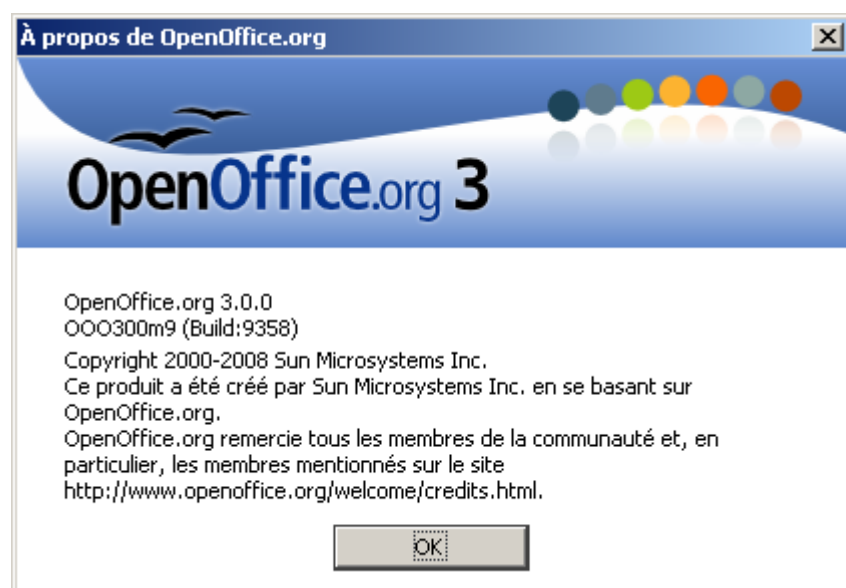 À propos de OpenOffice.org
OpenOffice.org 3
OpenOffice.org 3.0.0
OOO300m9 (Build:9358)
Copyright 2000-2008 Sun Microsystems Inc.
Ce produit a été créé par Sun Microsystems Inc. en se basant sur
OpenOffice.org.
OpenOffice.org remercie tous les membres de la communauté et, en
particulier, les membres mentionnés sur le site
http://www.openoffice.org/welcome/credits.html.
OK